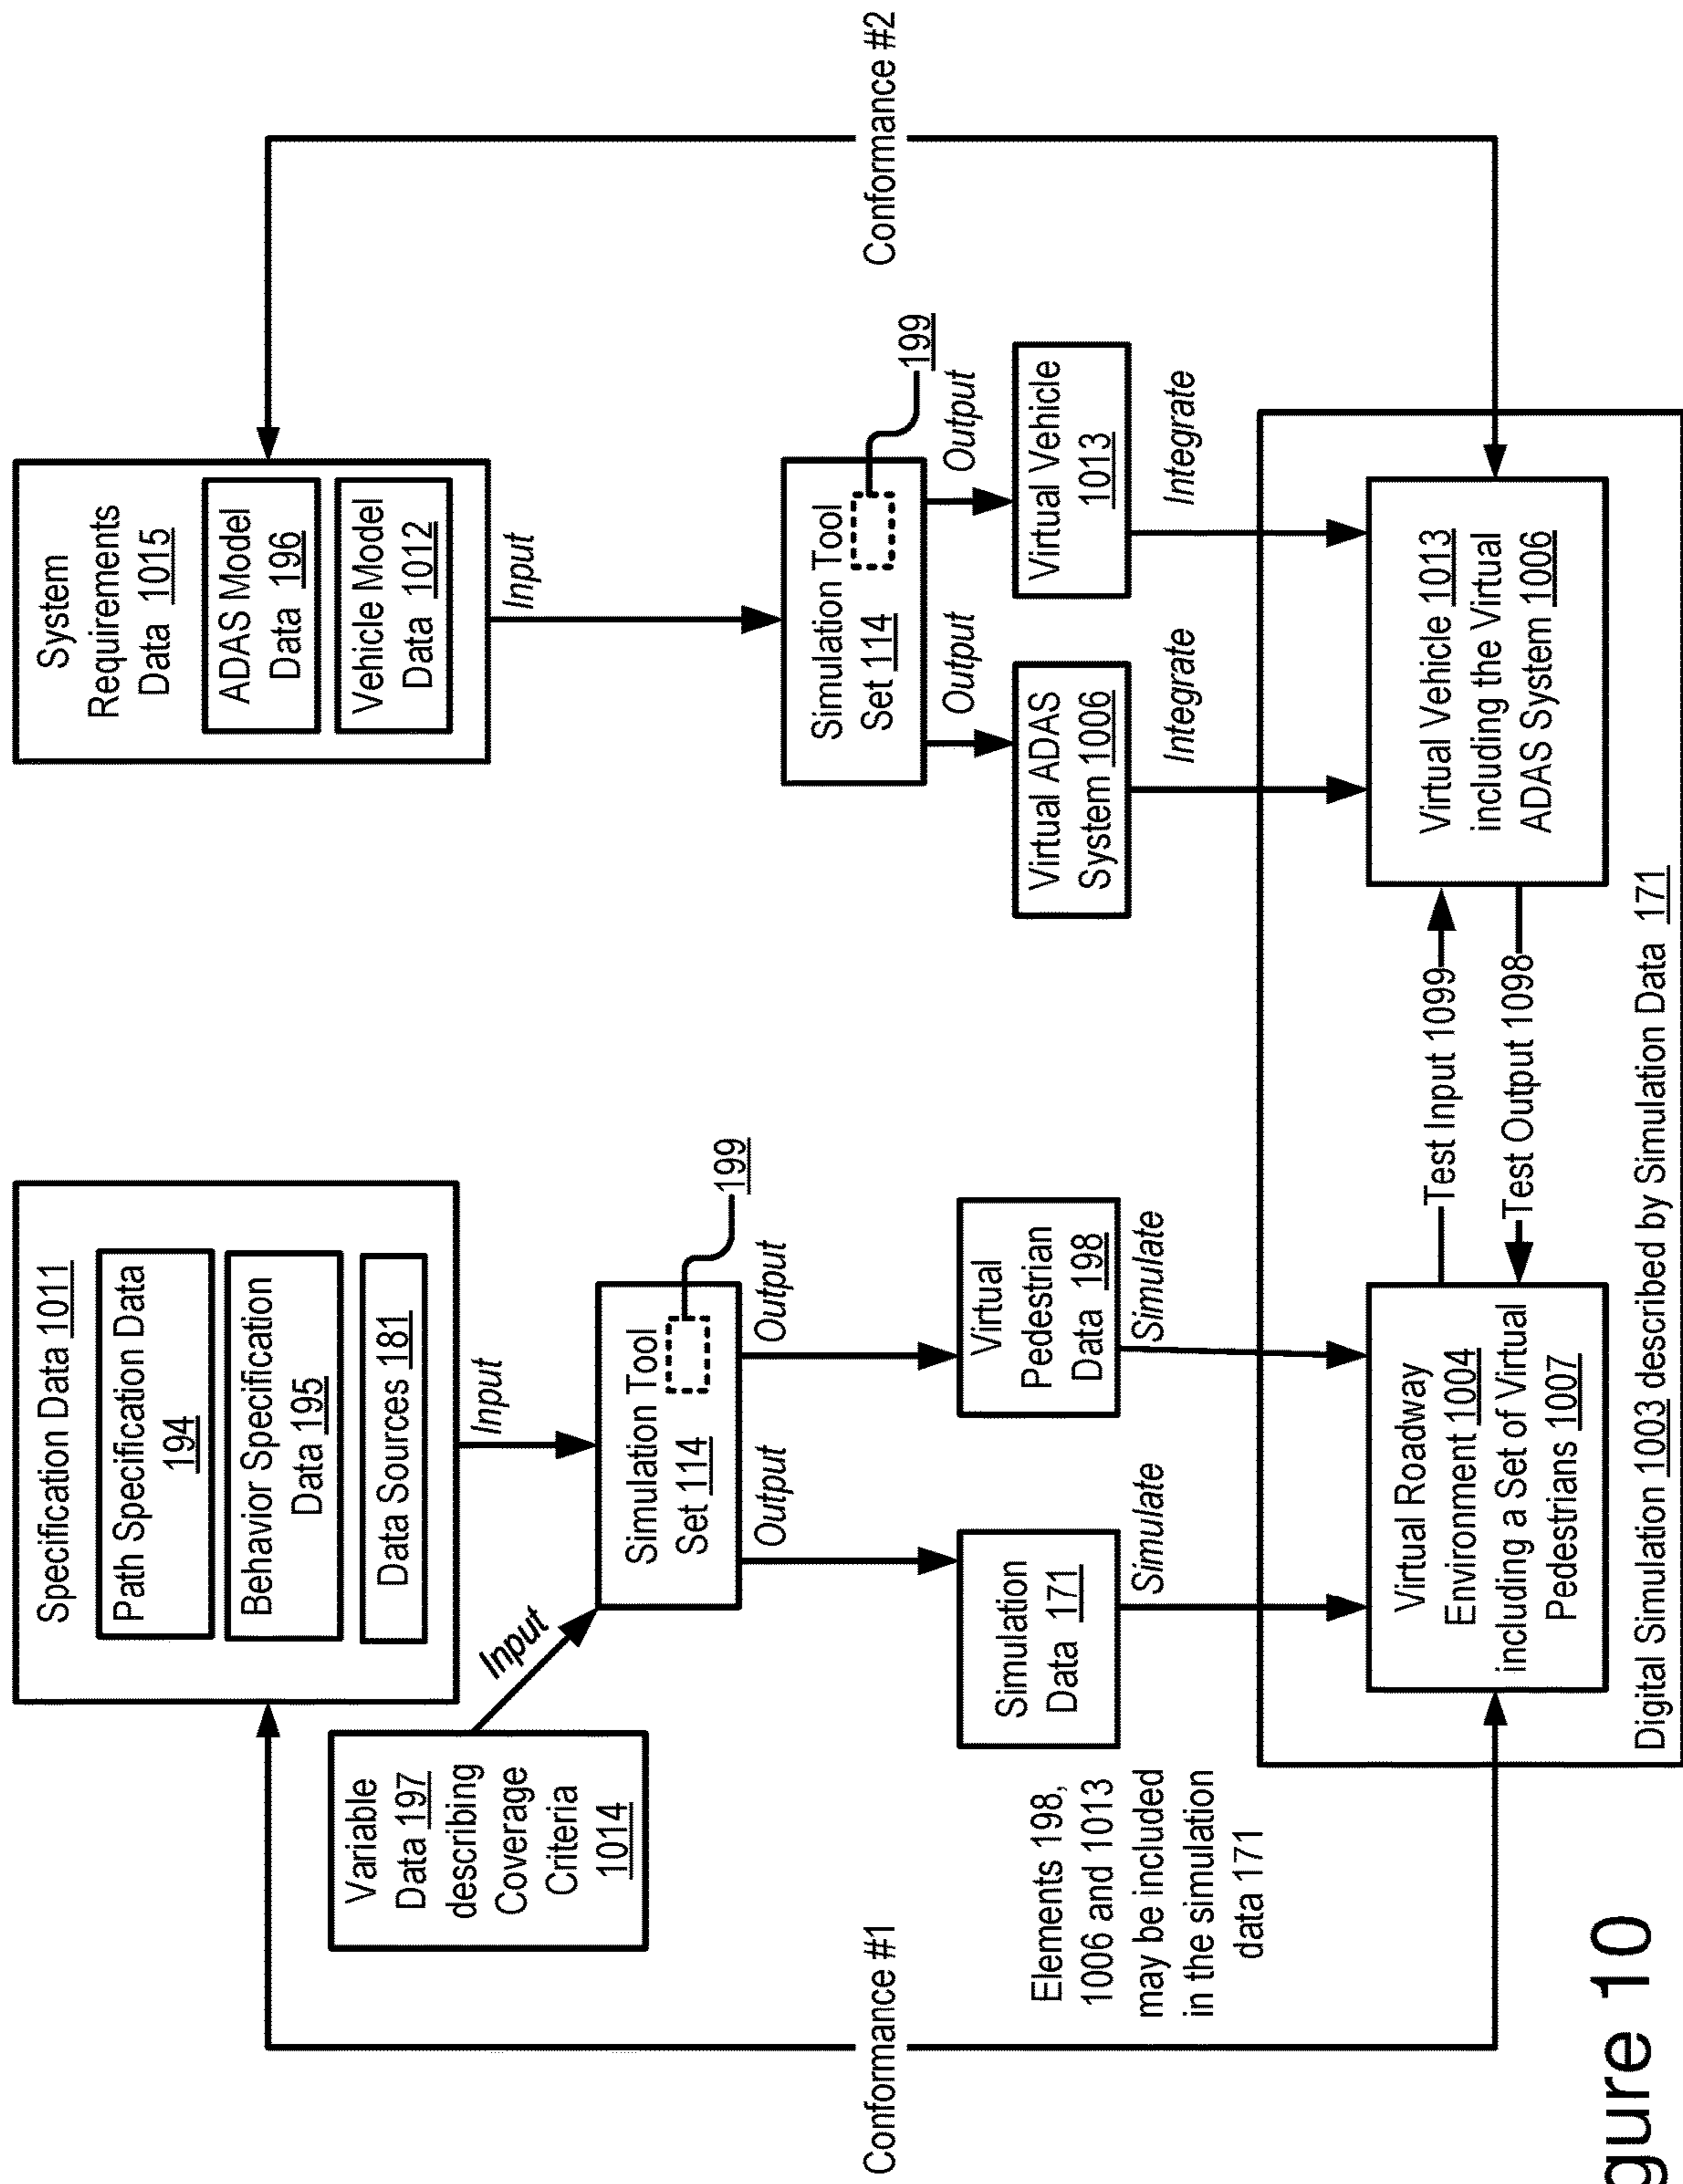 Specification Data 1011
Path Specification Data
194
Behavior Specification
Data 195
Data Sources 181
System
Requirements
Data 1015
ADAS Model
Data 196
Vehicle Model
Data 1012
Variable
Data 197
describing
Coverage
Criteria
1014
Input
Input
Input
Simulation Tool
Set 114
199
Simulation Tool
Set 114
199
Output
Output
Output
Output
Conformance #1
Conformance #2
Simulation
Data 171
Virtual
Pedestrian
Data 198
Virtual ADAS
System 1006
Virtual Vehicle
1013
Elements 198,
1006 and 1013
may be included
in the simulation
data 171
Simulate
Simulate
Integrate
Integrate
Virtual Roadway
Environment 1004
including a Set of Virtual
Pedestrians 1007
Test Input 1099
Test Output 1098
Virtual Vehicle 1013
including the Virtual
ADAS System 1006
Digital Simulation 1003 described by Simulation Data 171
gure 10